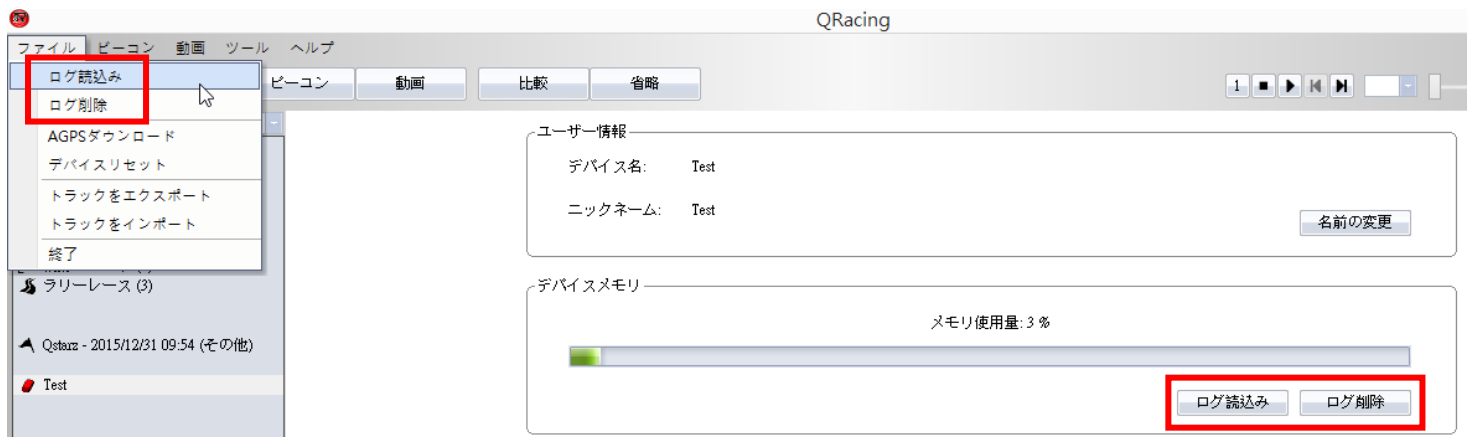 QRacing
ファイル ビーコン 動画 ツール ヘルプ
ログ読込み
ログ削除
AGPSダウンロード
デバイスリセット
トラックをエクスポート
トラックをインポート
終了
ビーコン 動画 比較 省略
1
ユーザー情報
デバイス名: Test
ニックネーム: Test
名前の変更
ラリーレース (3)
Qstarz - 2015/12/31 09:54 (その他)
Test
デバイスメモリ
メモリ使用量: 3 %
ログ読込み ログ削除